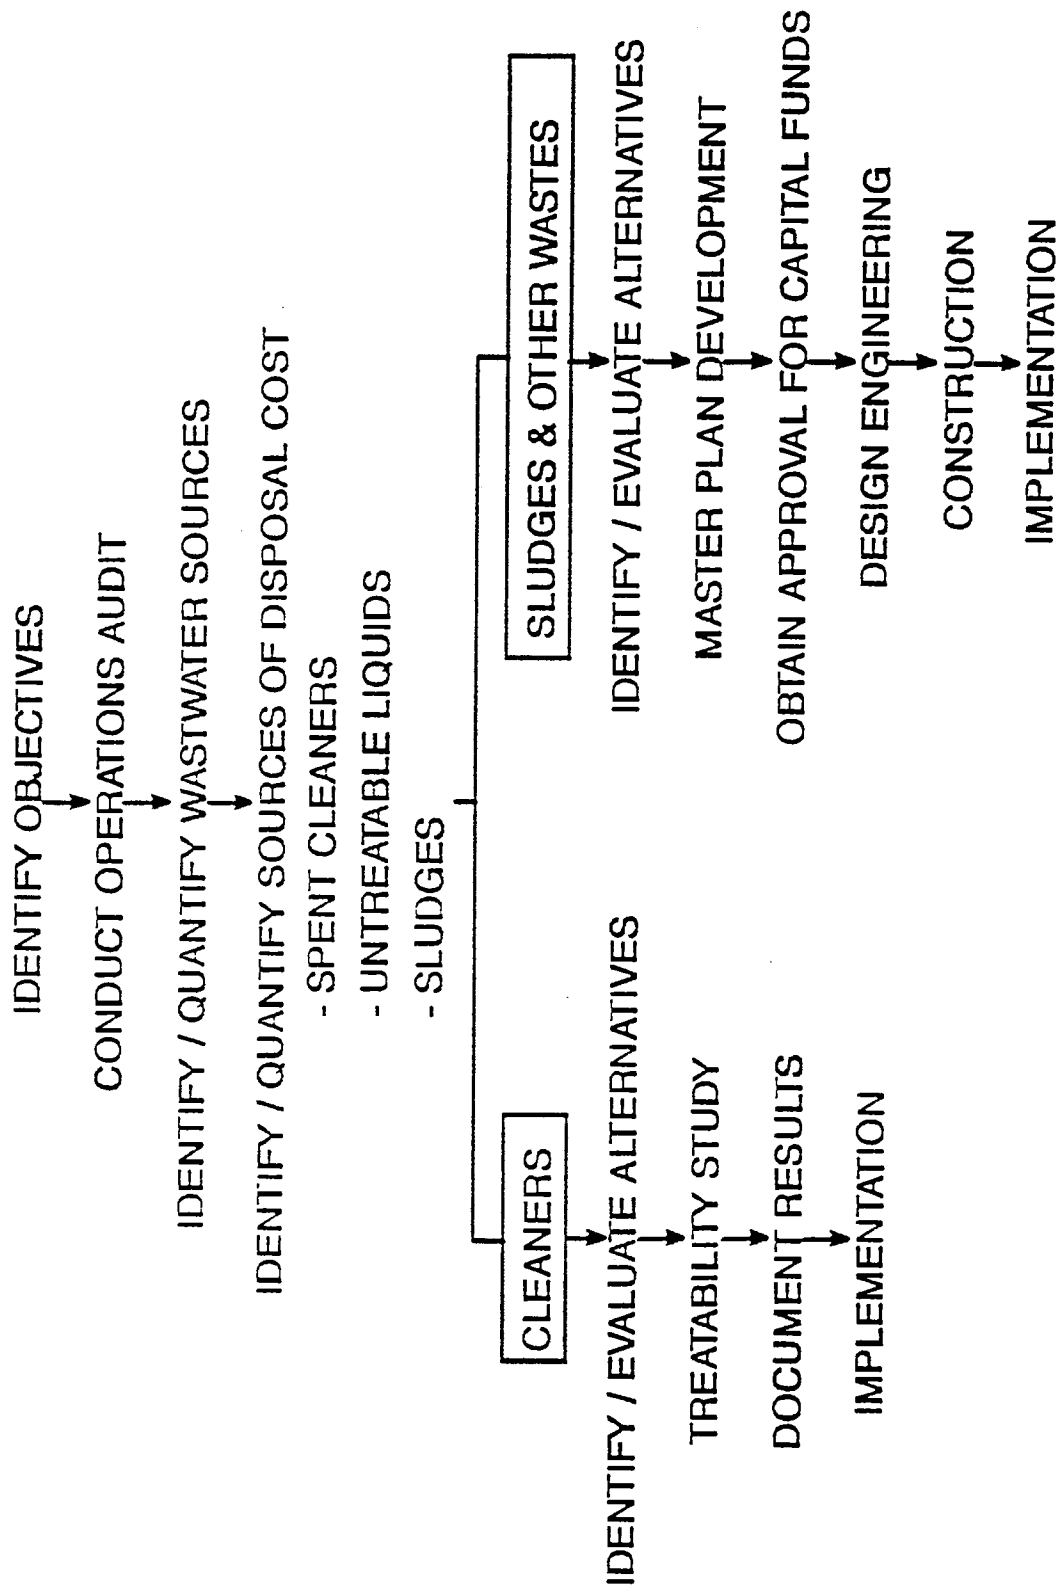 IDENTIFY OBJECTIVES
CONDUCT OPERATIONS AUDIT
IDENTIFY / QUANTIFY WASTWATER SOURCES
IDENTIFY / QUANTIFY SOURCES OF DISPOSAL COST
- SPENT CLEANERS
- UNTREATABLE LIQUIDS
- SLUDGES
CLEANERS
IDENTIFY / EVALUATE ALTERNATIVES
TREATABILITY STUDY
DOCUMENT RESULTS
IMPLEMENTATION
SLUDGES & OTHER WASTES
IDENTIFY / EVALUATE ALTERNATIVES
MASTER PLAN DEVELOPMENT
OBTAIN APPROVAL FOR CAPITAL FUNDS
DESIGN ENGINEERING
CONSTRUCTION
IMPLEMENTATION